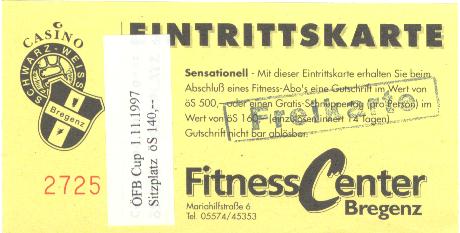 CASINO
SCHWARZ-WEISS
Bregenz
2725
ÖFB Cup 1.11.1997
Sitzplatz öS 140,--
EINTRITTSKARTE
Sensationell - Mit dieser Eintrittskarte erhalten Sie beim
Abschluß eines Fitness-Abo's eine Gutschrift im Wert von
öS 500,- oder einen Gratis-Schnuppertag (pro Person) im
Wert von öS 160,- (einzulösen innert 14 Tagen).
Gutschrift nicht bar ablösbar.
Freikarte
Fitness Center
Bregenz
Mariahilfstraße 6
Tel. 05574/45353